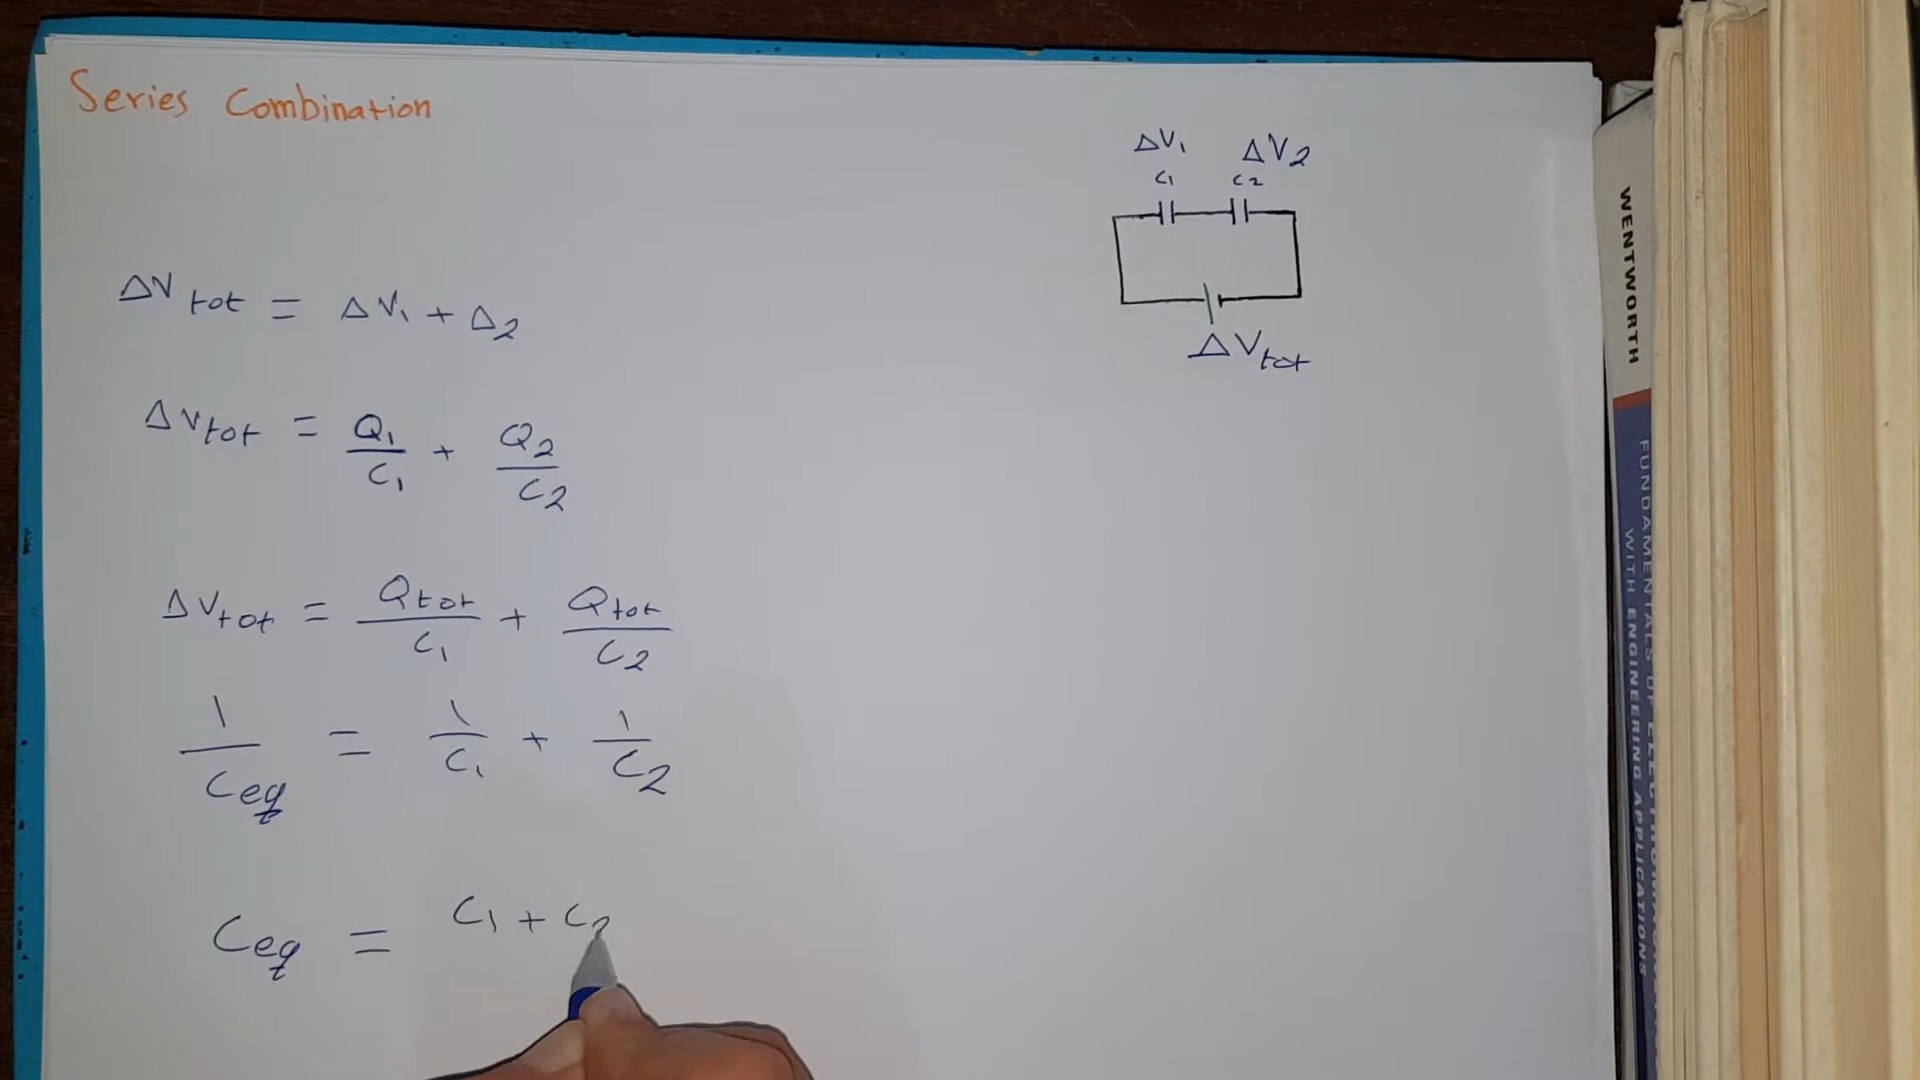 Series Combination
ΔV₁ ΔV₂
C₁ C₂
ΔVtot
ΔVtot = ΔV₁ + Δ₂
ΔVtot = Q₁/C₁ + Q₂/C₂
ΔVtot = Qtot/C₁ + Qtot/C₂
1/Ceq = 1/C₁ + 1/C₂
Ceq = C₁ + C₂
WENTWORTH
FUNDAMENTALS OF
WITH ENGINEERING APPLICATIONS